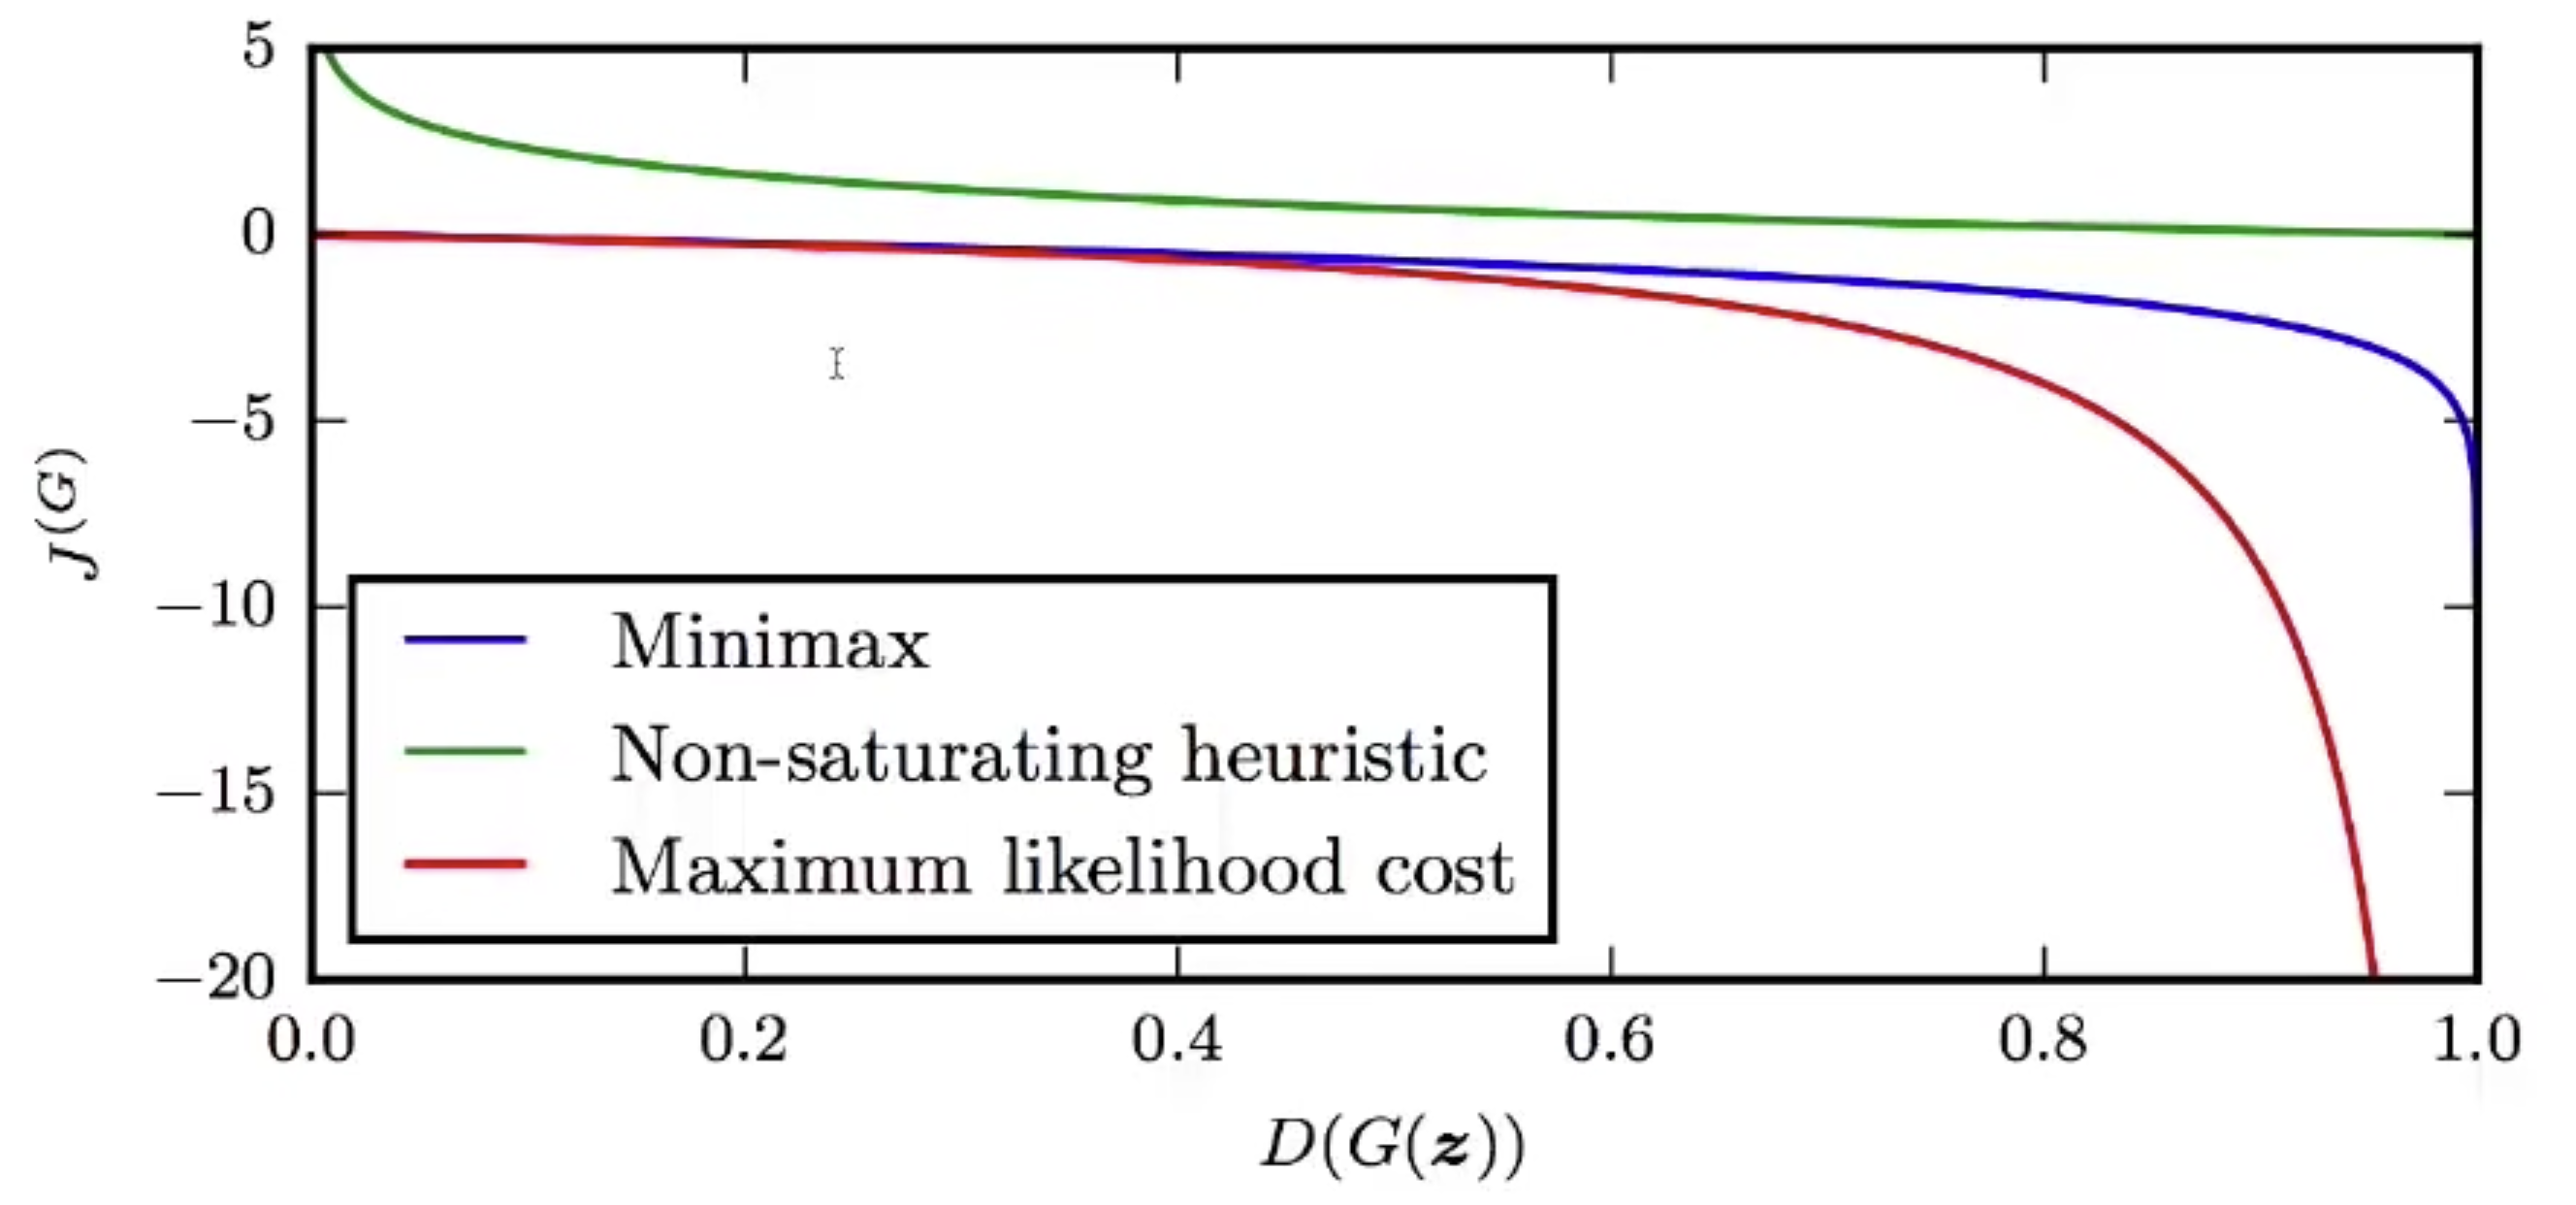 5
0
−5
−10
−15
−20
J^(G)
Minimax
Non-saturating heuristic
Maximum likelihood cost
0.0 0.2 0.4 0.6 0.8 1.0
D(G(z))